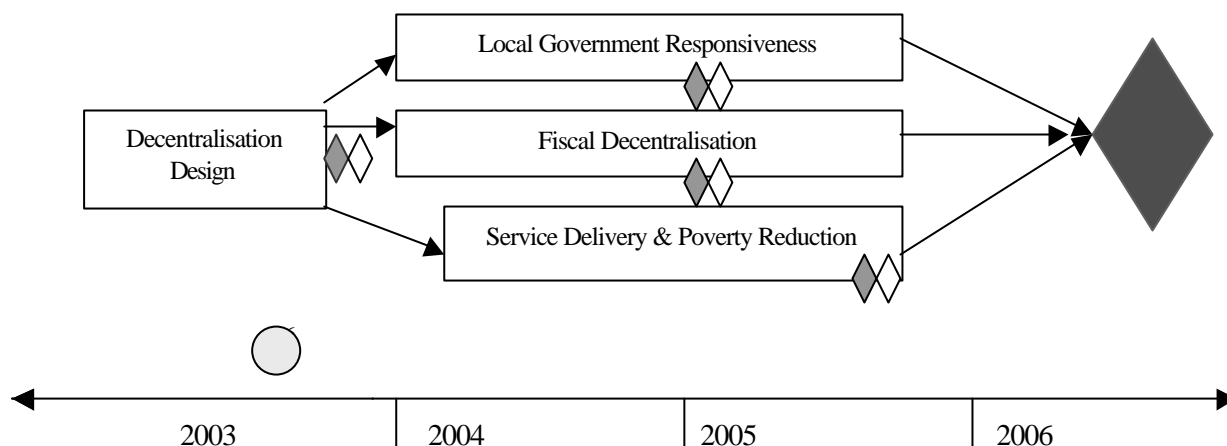 Local Government Responsiveness
Decentralisation
Design
Fiscal Decentralisation
Service Delivery & Poverty Reduction
2003
2004
2005
2006